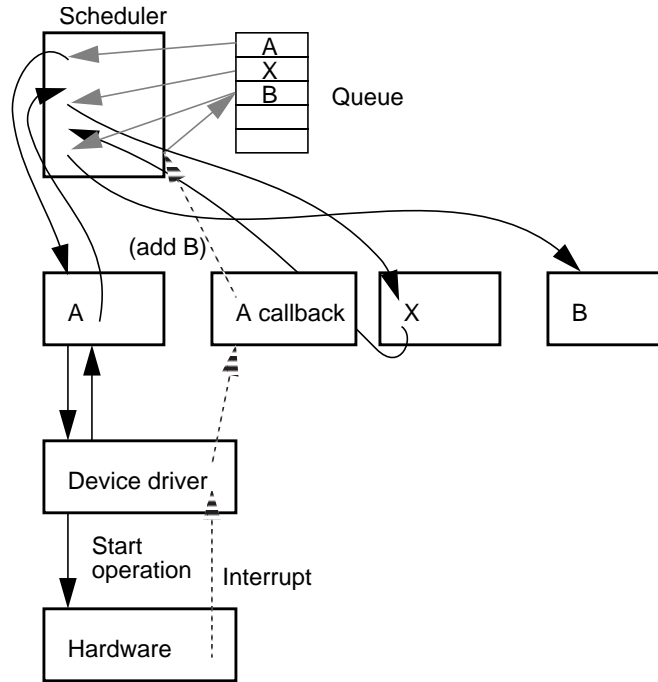 Scheduler
A
X
B
Queue
(add B)
A
A callback
X
B
Device driver
Start
operation
Interrupt
Hardware